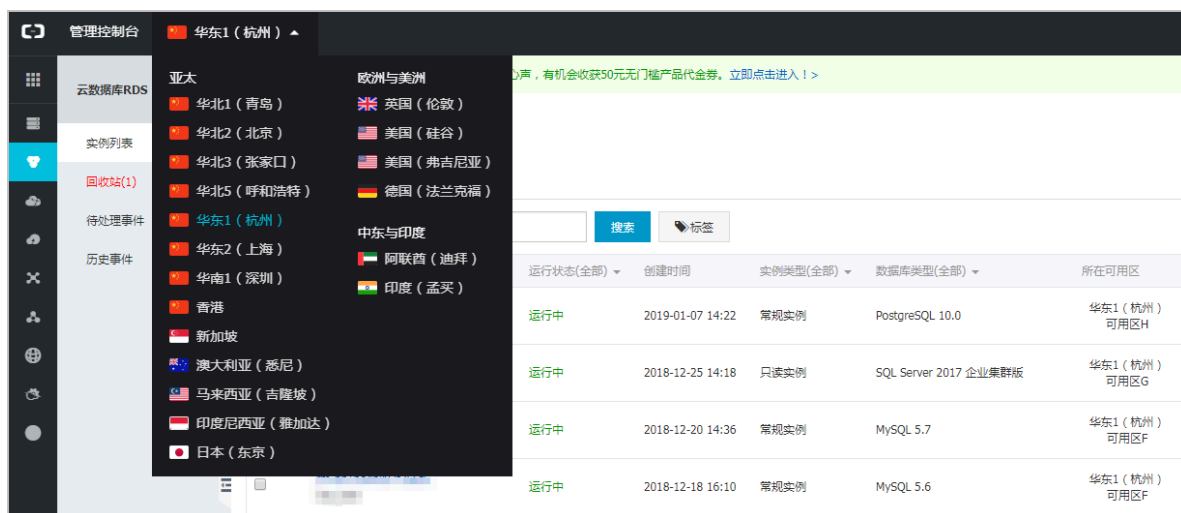 管理控制台
华东1 ( 杭州 )
云数据库RDS
实例列表
回收站(1)
待处理事件
历史事件
亚太
华北1 ( 青岛 )
华北2 ( 北京 )
华北3 ( 张家口 )
华北5 ( 呼和浩特 )
华东1 ( 杭州 )
华东2 ( 上海 )
华南1 ( 深圳 )
香港
新加坡
澳大利亚 ( 悉尼 )
马来西亚 ( 吉隆坡 )
印度尼西亚 ( 雅加达 )
日本 ( 东京 )
欧洲与美洲
英国 ( 伦敦 )
美国 ( 硅谷 )
美国 ( 弗吉尼亚 )
德国 ( 法兰克福 )
中东与印度
阿联酋 ( 迪拜 )
印度 ( 孟买 )
声，有机会收获50元无门槛产品代金券。立即点击进入！>
搜索
标签
运行状态(全部) 创建时间 实例类型(全部) 数据库类型(全部) 所在可用区
运行中 2019-01-07 14:22 常规实例 PostgreSQL 10.0 华东1 ( 杭州 )
可用区H
运行中 2018-12-25 14:18 只读实例 SQL Server 2017 企业集群版 华东1 ( 杭州 )
可用区G
运行中 2018-12-20 14:36 常规实例 MySQL 5.7 华东1 ( 杭州 )
可用区F
运行中 2018-12-18 16:10 常规实例 MySQL 5.6 华东1 ( 杭州 )
可用区F